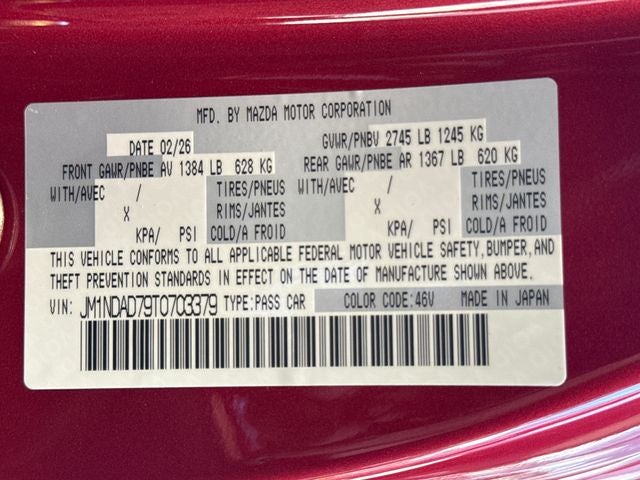 MFD. BY MAZDA MOTOR CORPORATION
DATE 02/26 GVWR/PNBV 2745 LB 1245 KG
FRONT GAWR/PNBE AV 1384 LB 628 KG REAR GAWR/PNBE AR 1367 LB 620 KG
WITH/AVEC / TIRES/PNEUS WITH/AVEC / TIRES/PNEUS
X RIMS/JANTES X RIMS/JANTES
KPA/ PSI COLD/A FROID KPA/ PSI COLD/A FROID
THIS VEHICLE CONFORMS TO ALL APPLICABLE FEDERAL MOTOR VEHICLE SAFETY,BUMPER,AND
THEFT PREVENTION STANDARDS IN EFFECT ON THE DATE OF MANUFACTURE SHOWN ABOVE.
VIN: JM1NDAD79T0703379 TYPE:PASS CAR COLOR CODE:46V MADE IN JAPAN